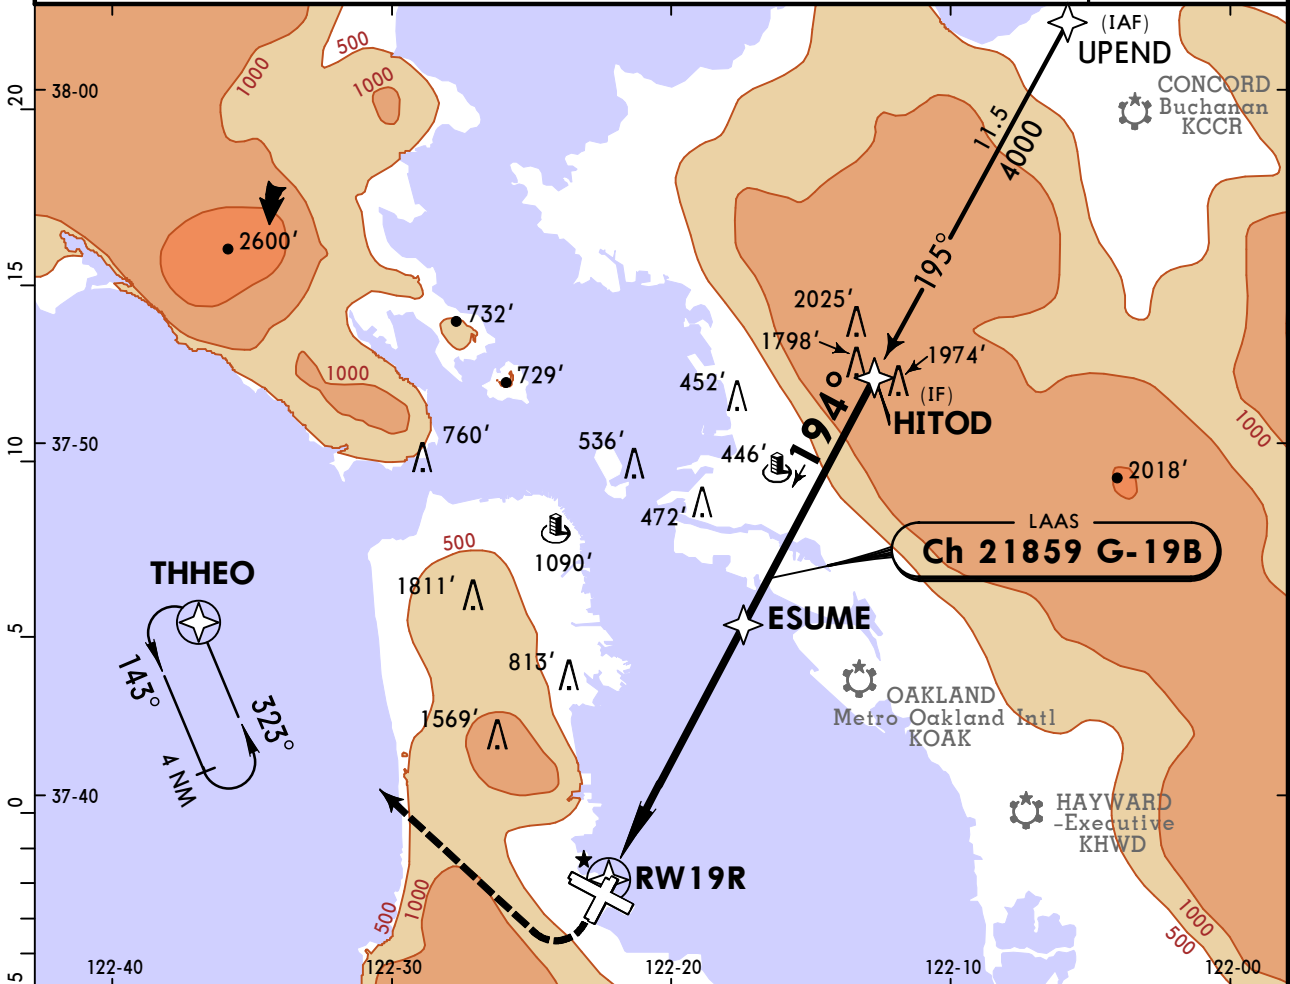 500
1000
1000
20
38-00
(IAF)
UPEND
CONCORD
Buchanan
KCCR
11.5
4000
2600'
195°
15
2025'
732'
1798'
1974'
1000
729'
452'
(IF)
HITOD
194°
1000
760'
536'
446'
10
37-50
2018'
472'
LAAS
Ch 21859 G-19B
500
1090'
THHEO
1811'
ESUME
5
813'
143°
323°
OAKLAND
Metro Oakland Intl
KOAK
1569'
4 NM
0
37-40
HAYWARD
-Executive
KHWD
RW19R
500
1000
1000
500
5
122-40
122-30
122-20
122-10
122-00